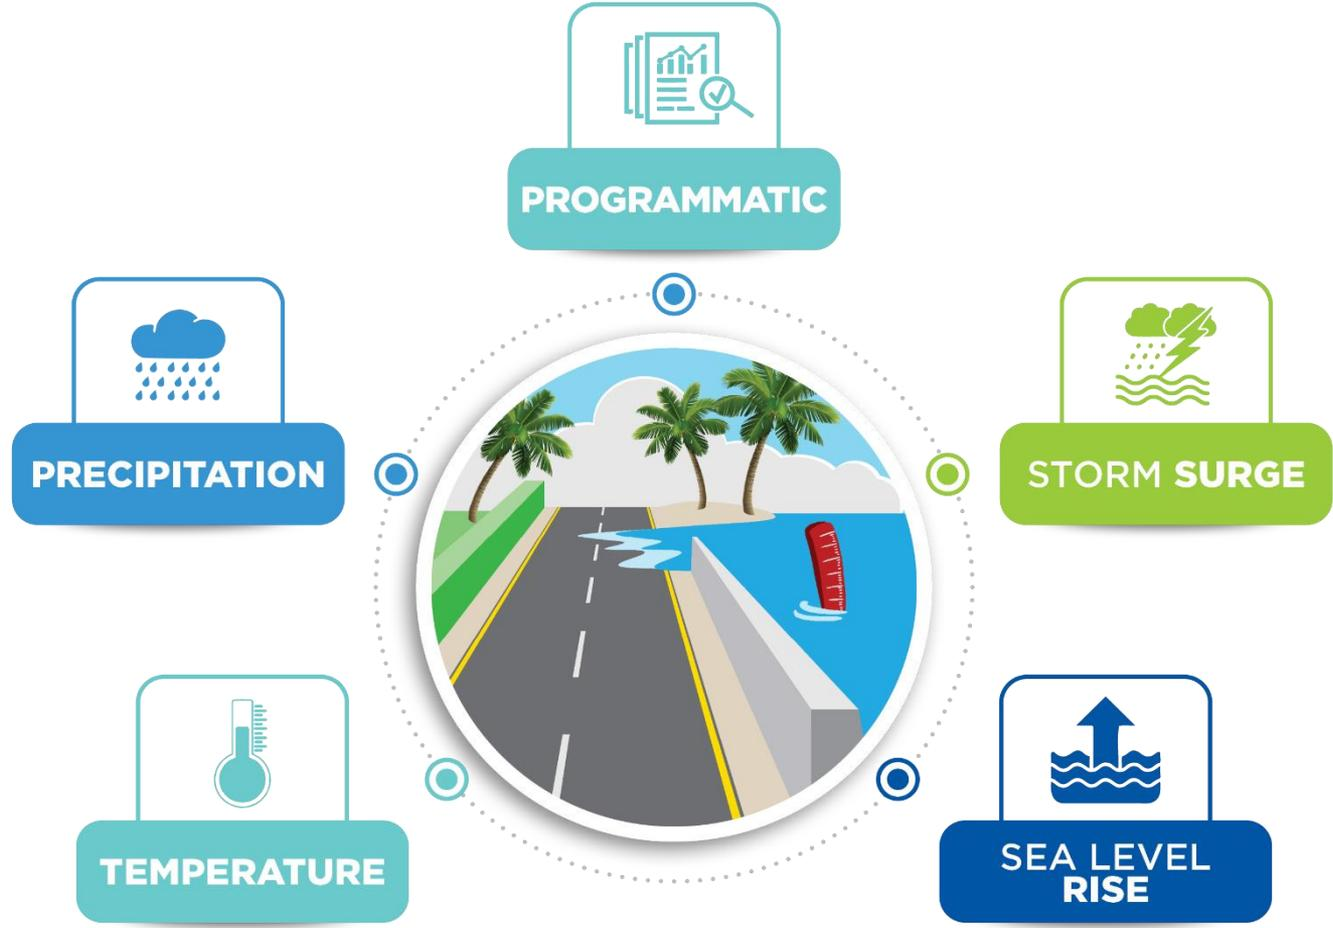 PROGRAMMATIC
PRECIPITATION
STORM SURGE
TEMPERATURE
SEA LEVEL
RISE